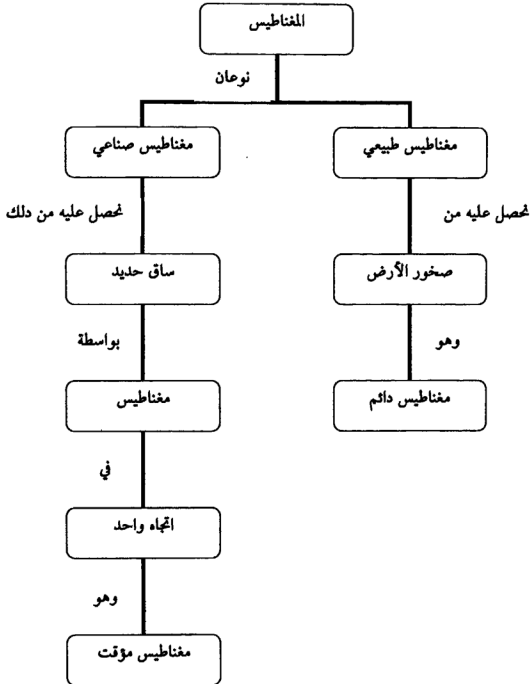 المغناطيس
نوعان
مغناطيس طبيعي
نحصل عليه من
صخور الأرض
وهو
مغناطيس دائم
مغناطيس صناعي
نحصل عليه من دلك
ساق حديد
بواسطة
مغناطيس
في
اتجاه واحد
وهو
مغناطيس مؤقت